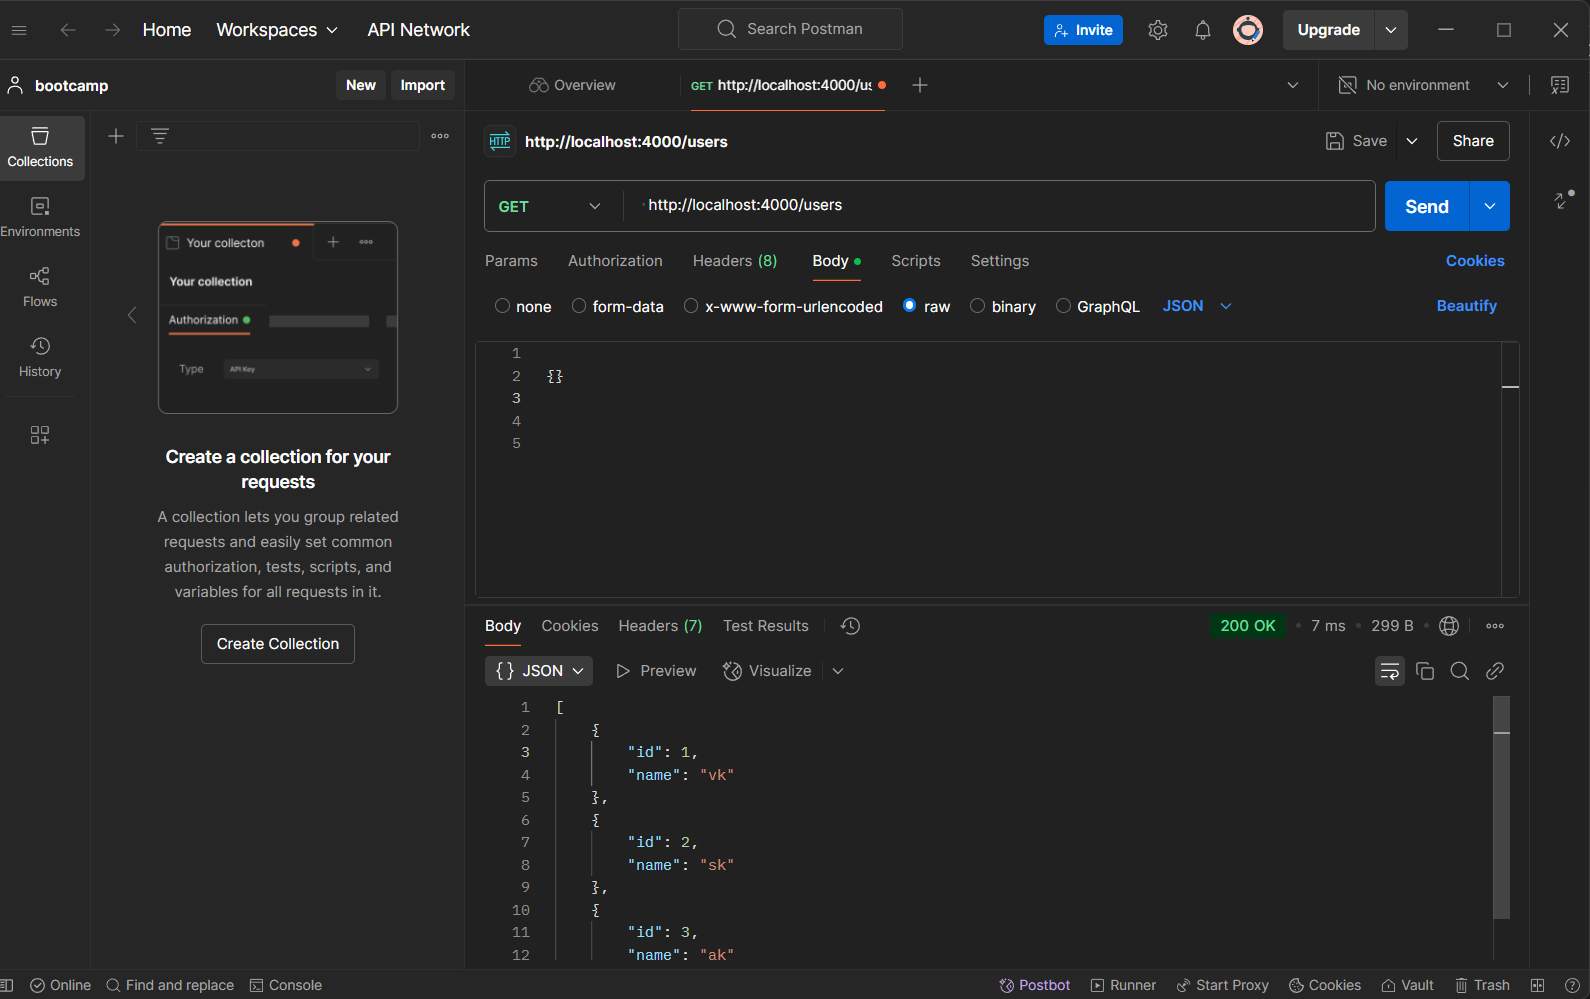 Home
Workspaces
API Network
Search Postman
Invite
Upgrade
bootcamp
New
Import
Overview
GET http://localhost:4000/us
No environment
Collections
Environments
Flows
History
Your collecton
Your collection
Authorization
Type
API Key
Create a collection for your
requests
A collection lets you group related
requests and easily set common
authorization, tests, scripts, and
variables for all requests in it.
Create Collection
HTTP
http://localhost:4000/users
Save
Share
GET
http://localhost:4000/users
Send
Params
Authorization
Headers (8)
Body
Scripts
Settings
Cookies
none
form-data
x-www-form-urlencoded
raw
binary
GraphQL
JSON
Beautify
1
2 {}
3
4
5
Body
Cookies
Headers (7)
Test Results
200 OK
7 ms
299 B
{} JSON
Preview
Visualize
1 [
2 {
3 "id": 1,
4 "name": "vk"
5 },
6 {
7 "id": 2,
8 "name": "sk"
9 },
10 {
11 "id": 3,
12 "name": "ak"
Online
Find and replace
Console
Postbot
Runner
Start Proxy
Cookies
Vault
Trash